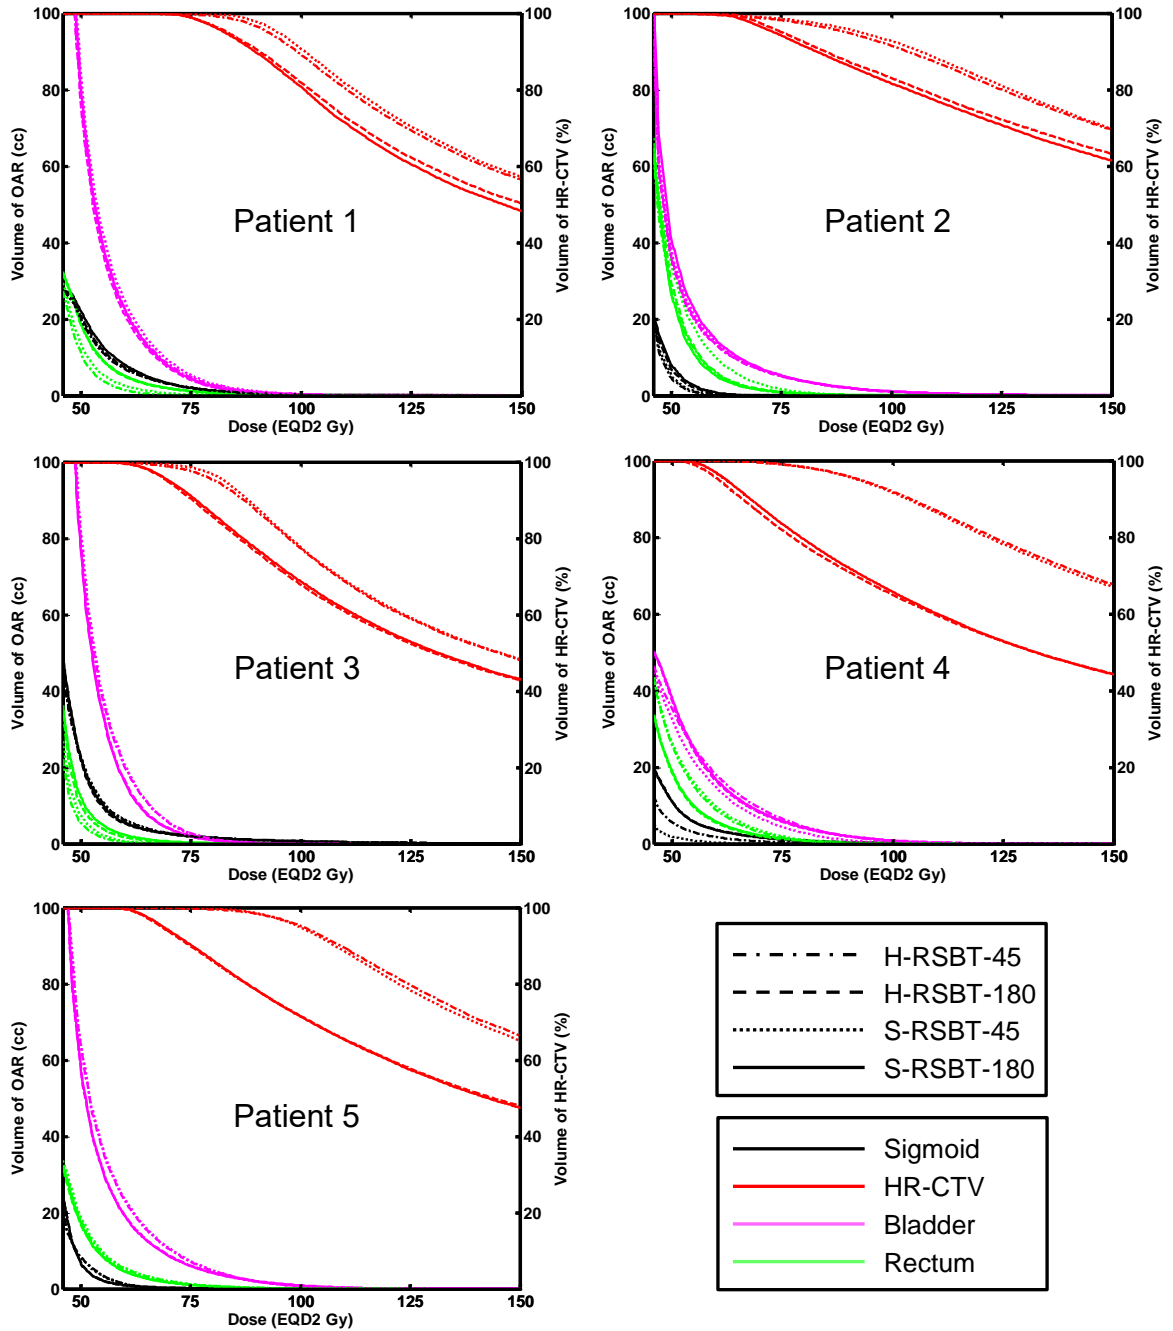 100
80
60
40
20
0
Volume of OAR (cc)
100
80
60
40
20
Volume of HR-CTV (%)
50 75 100 125 150
Dose (EQD2 Gy)
Patient 1
100
80
60
40
20
0
Volume of OAR (cc)
100
80
60
40
20
Volume of HR-CTV (%)
50 75 100 125 150
Dose (EQD2 Gy)
Patient 2
100
80
60
40
20
0
Volume of OAR (cc)
100
80
60
40
20
0
Volume of HR-CTV (%)
50 75 100 125 150
Dose (EQD2 Gy)
Patient 3
100
80
60
40
20
0
Volume of OAR (cc)
100
80
60
40
20
Volume of HR-CTV (%)
50 75 100 125 150
Dose (EQD2 Gy)
Patient 4
100
80
60
40
20
0
Volume of OAR (cc)
100
80
60
40
20
0
Volume of HR-CTV (%)
50 75 100 125 150
Dose (EQD2 Gy)
Patient 5
H-RSBT-45
H-RSBT-180
S-RSBT-45
S-RSBT-180
Sigmoid
HR-CTV
Bladder
Rectum